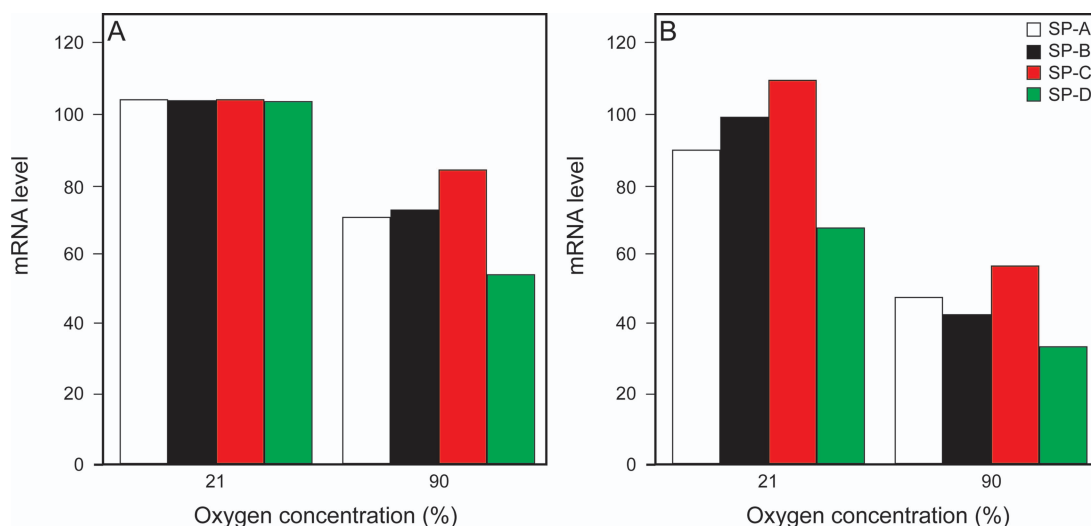 A
120
100
80
60
40
20
0
mRNA level
21
90
Oxygen concentration (%)
B
SP-A
SP-B
SP-C
SP-D
120
100
80
60
40
20
0
mRNA level
21
90
Oxygen concentration (%)